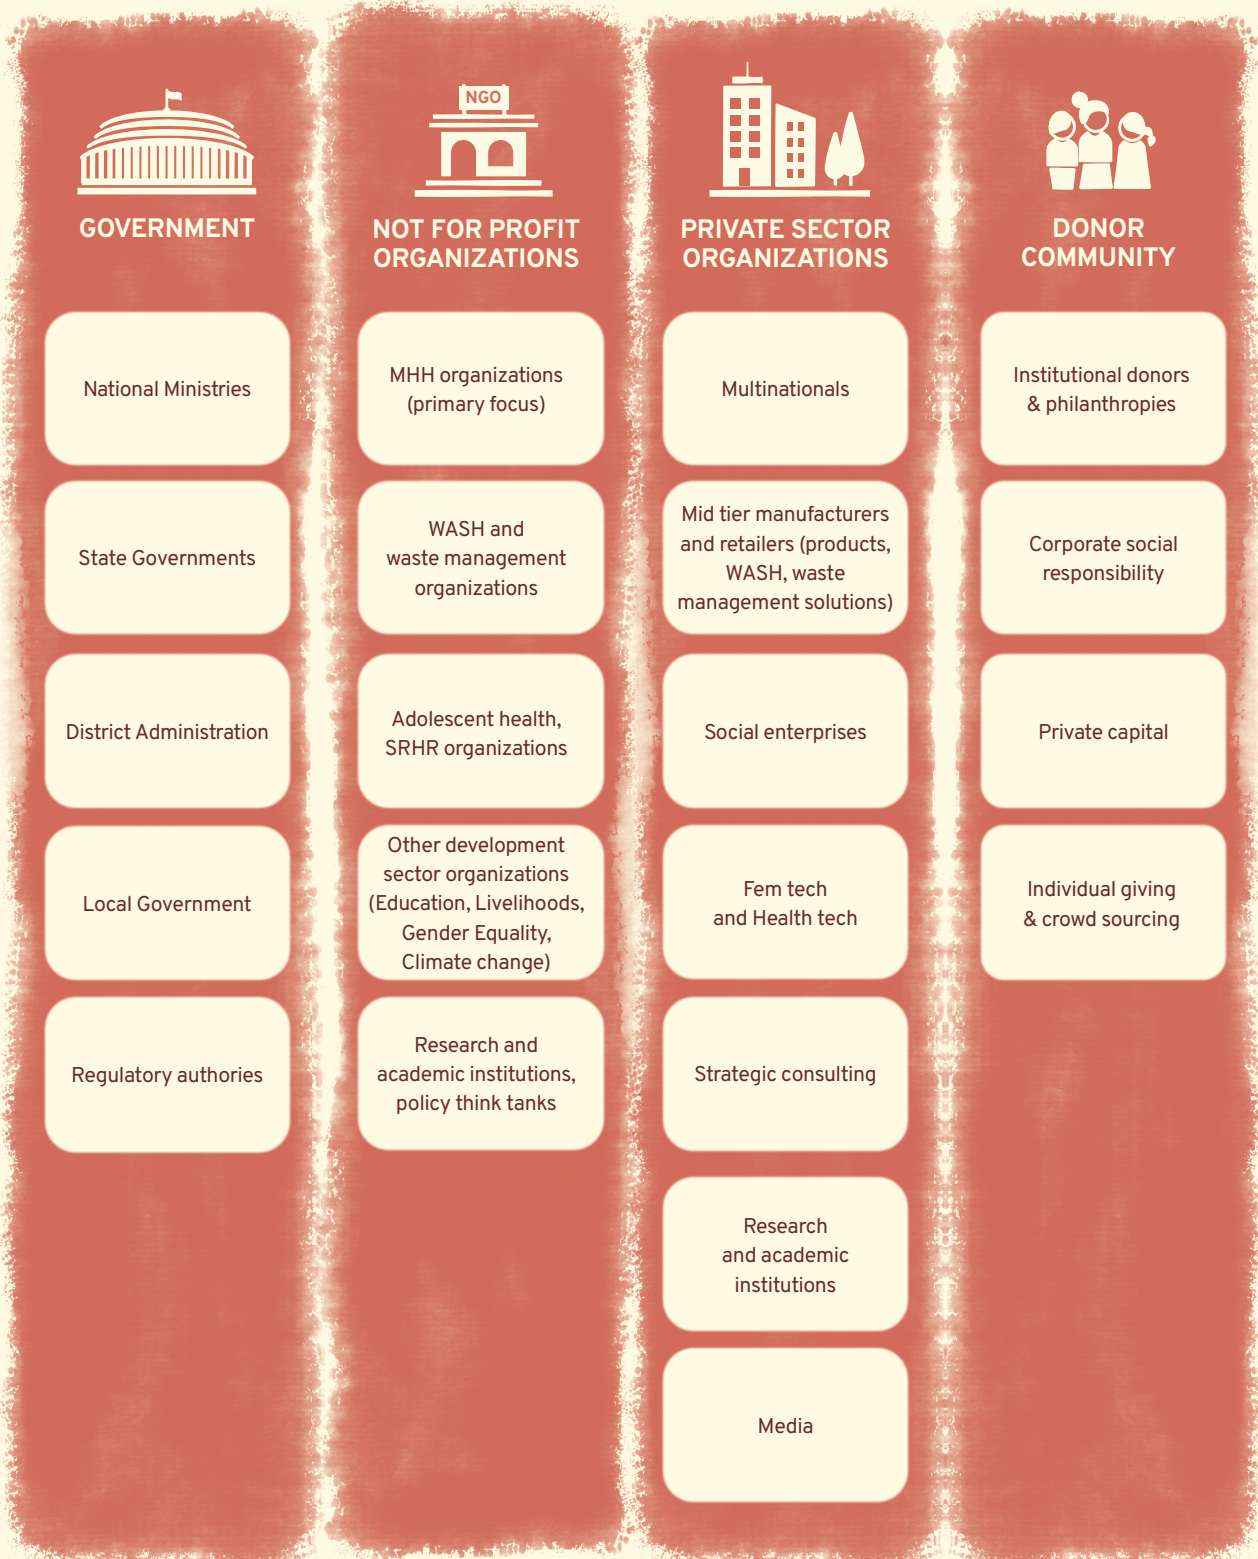 GOVERNMENT
National Ministries
State Governments
District Administration
Local Government
Regulatory authories
NGO
NOT FOR PROFIT
ORGANIZATIONS
MHH organizations
(primary focus)
WASH and
waste management
organizations
Adolescent health,
SRHR organizations
Other development
sector organizations
(Education, Livelihoods,
Gender Equality,
Climate change)
Research and
academic institutions,
policy think tanks
PRIVATE SECTOR
ORGANIZATIONS
Multinationals
Mid tier manufacturers
and retailers (products,
WASH, waste
management solutions)
Social enterprises
Fem tech
and Health tech
Strategic consulting
Research
and academic
institutions
Media
DONOR
COMMUNITY
Institutional donors
& philanthropies
Corporate social
responsibility
Private capital
Individual giving
& crowd sourcing